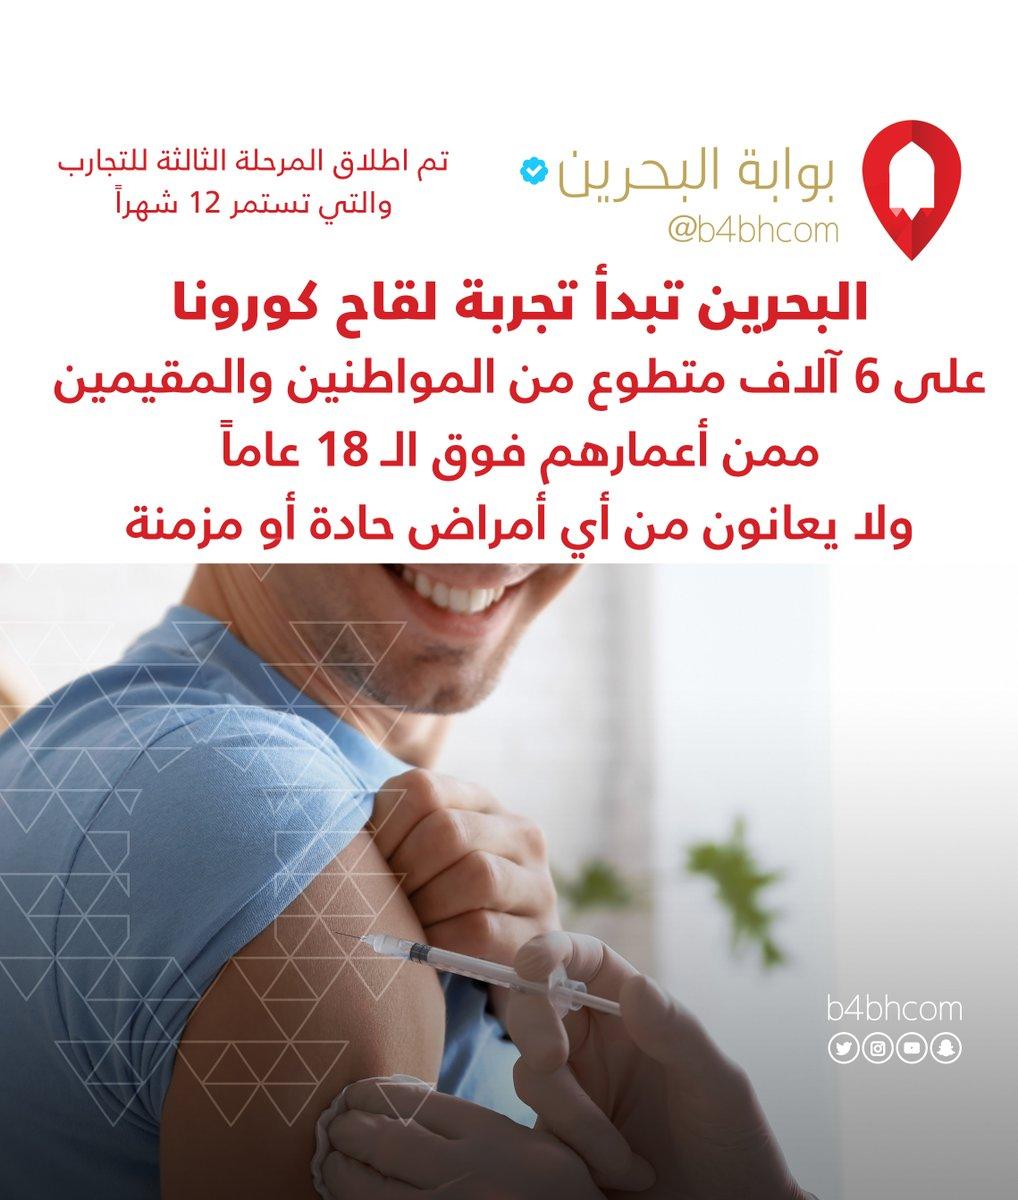 بوابة البحرين
@b4bhcom
تم اطلاق المرحلة الثالثة للتجارب
والتي تستمر 12 شهراً
البحرين تبدأ تجربة لقاح كورونا
على 6 آلاف متطوع من المواطنين والمقيمين
ممن أعمارهم فوق الـ 18 عاماً
ولا يعانون من أي أمراض حادة أو مزمنة
b4bhcom